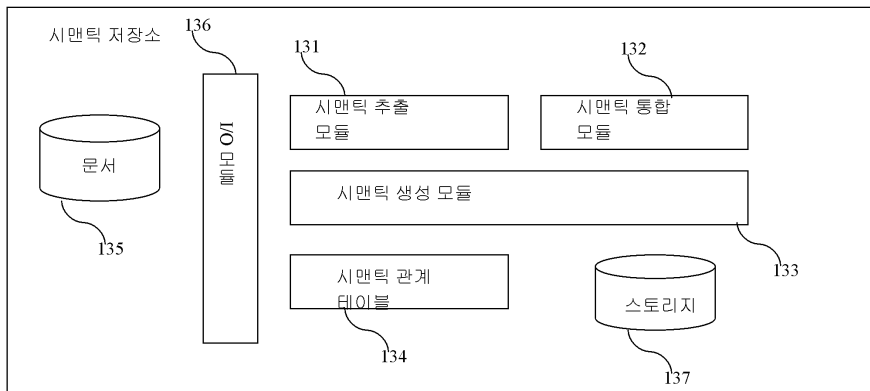 시맨틱 저장소
136
131
132
시맨틱 추출
모듈
시맨틱 통합
모듈
I/O 모듈
문서
시맨틱 생성 모듈
135
133
시맨틱 관계
테이블
스토리지
134
137